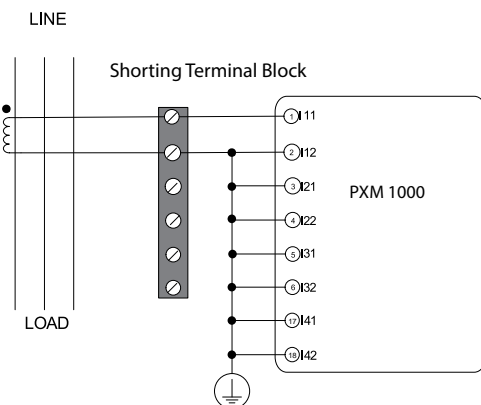 LINE
Shorting Terminal Block
1 I11
2 I12
3 I21
PXM 1000
4 I22
5 I31
6 I32
17 I41
LOAD
18 I42